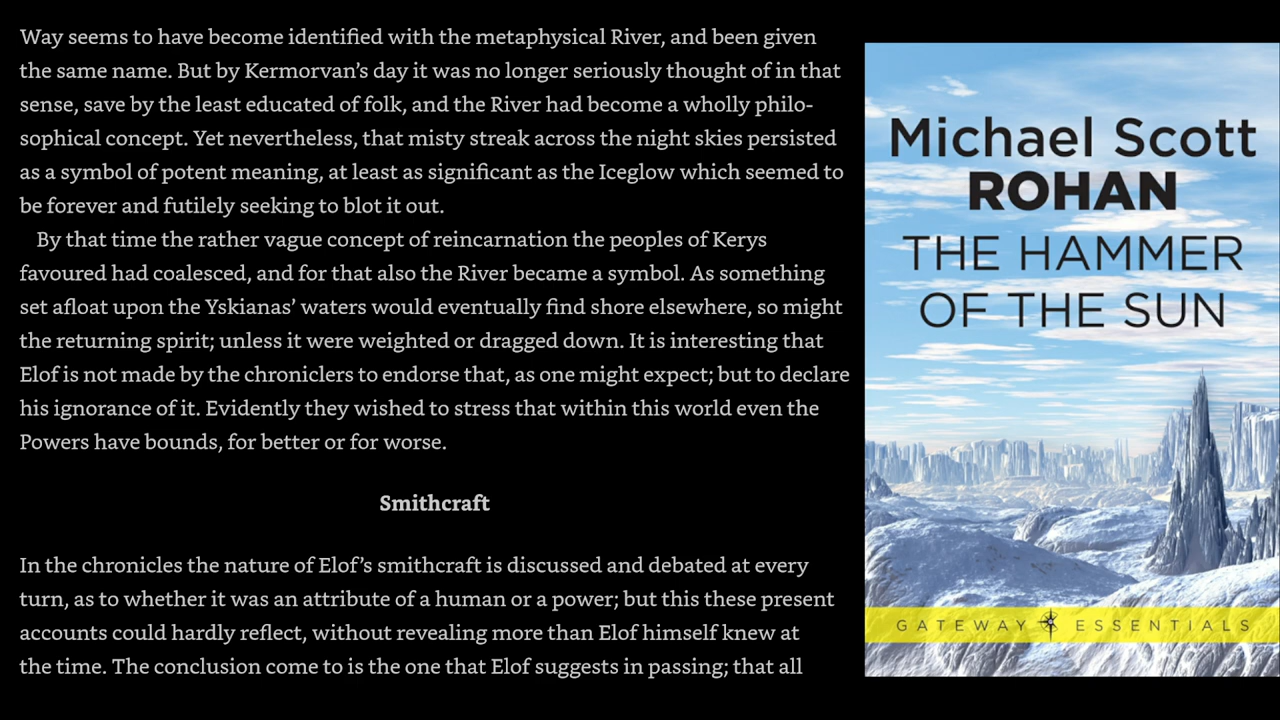 Way seems to have become identified with the metaphysical River, and been given
the same name. But by Kermorvan’s day it was no longer seriously thought of in that
sense, save by the least educated of folk, and the River had become a wholly philo-
sophical concept. Yet nevertheless, that misty streak across the night skies persisted
as a symbol of potent meaning, at least as significant as the Iceglow which seemed to
be forever and futilely seeking to blot it out.
By that time the rather vague concept of reincarnation the peoples of Kerys
favoured had coalesced, and for that also the River became a symbol. As something
set afloat upon the Yskianas’ waters would eventually find shore elsewhere, so might
the returning spirit; unless it were weighted or dragged down. It is interesting that
Elof is not made by the chroniclers to endorse that, as one might expect; but to declare
his ignorance of it. Evidently they wished to stress that within this world even the
Powers have bounds, for better or for worse.
Smithcraft
In the chronicles the nature of Elof’s smithcraft is discussed and debated at every
turn, as to whether it was an attribute of a human or a power; but this these present
accounts could hardly reflect, without revealing more than Elof himself knew at
the time. The conclusion come to is the one that Elof suggests in passing; that all
Michael Scott
ROHAN
THE HAMMER
OF THE SUN
GATEWAY ESSENTIALS